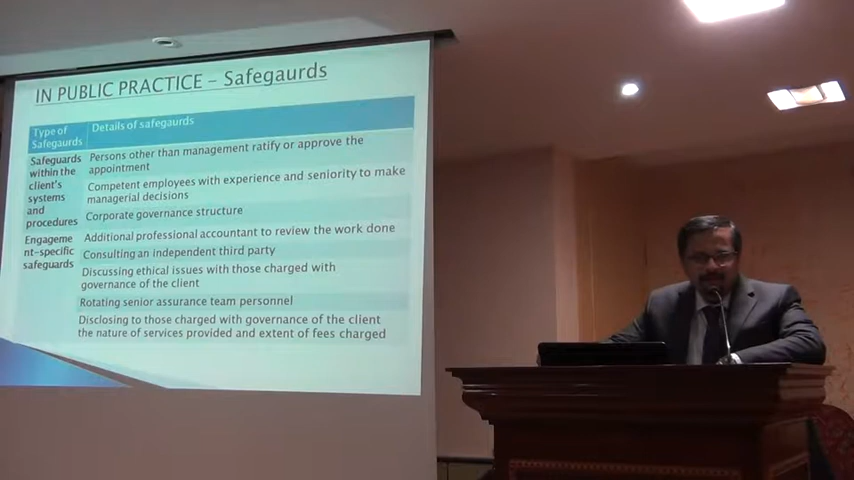 IN PUBLIC PRACTICE – Safegaurds
Type of Safegaurds
Details of safegaurds
Safeguards within the client's systems and procedures
Persons other than management ratify or approve the
appointment
Competent employees with experience and seniority to make
managerial decisions
Corporate governance structure
Engageme
nt-specific
safeguards
Additional professional accountant to review the work done
Consulting an independent third party
Discussing ethical issues with those charged with
governance of the client
Rotating senior assurance team personnel
Disclosing to those charged with governance of the client
the nature of services provided and extent of fees charged